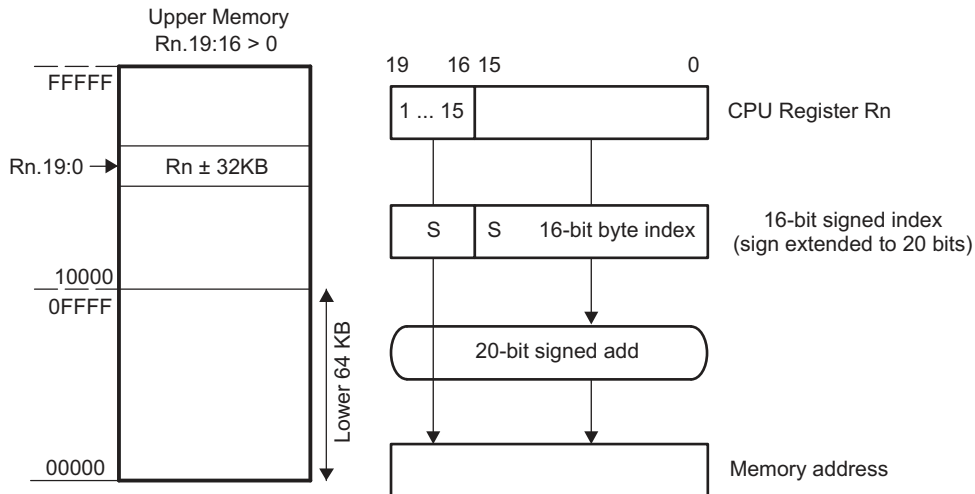 Upper Memory
Rn.19:16 > 0
FFFFF
Rn.19:0
Rn ± 32KB
10000
0FFFF
Lower 64 KB
00000
19 16 15 0
1 ... 15
CPU Register Rn
S S 16-bit byte index
16-bit signed index
(sign extended to 20 bits)
20-bit signed add
Memory address